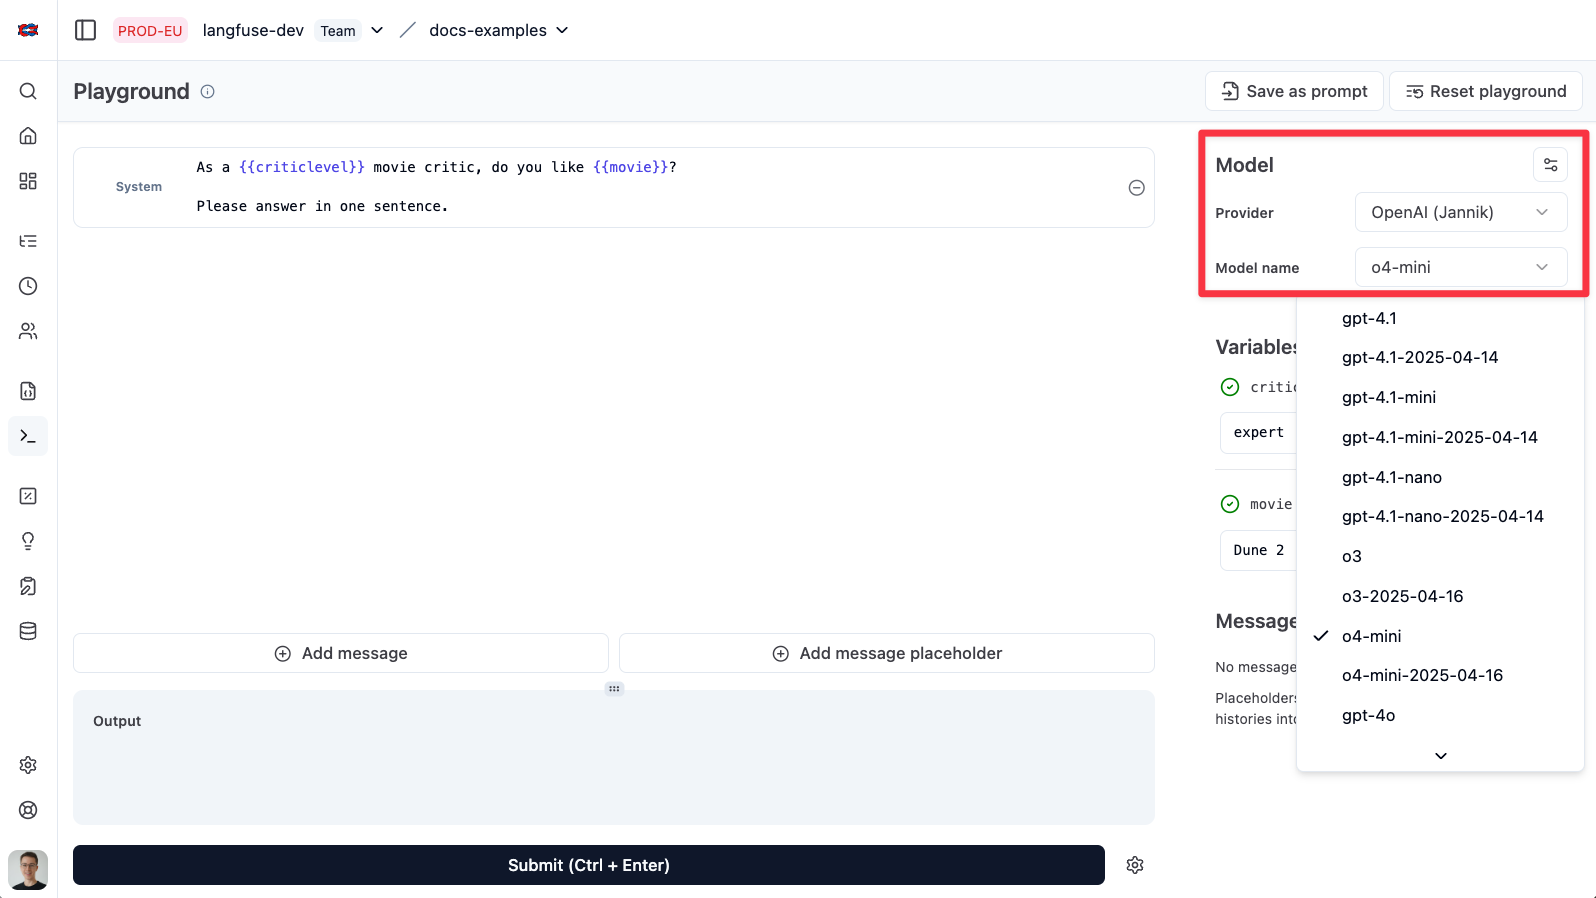 PROD-EU langfuse-dev Team docs-examples
Playground
Save as prompt
Reset playground
System
As a {{criticlevel}} movie critic, do you like {{movie}}?
Please answer in one sentence.
Add message
Add message placeholder
Output
Submit (Ctrl + Enter)
Model
Provider
OpenAI (Jannik)
Model name
o4-mini
gpt-4.1
gpt-4.1-2025-04-14
gpt-4.1-mini
gpt-4.1-mini-2025-04-14
gpt-4.1-nano
gpt-4.1-nano-2025-04-14
o3
o3-2025-04-16
o4-mini
o4-mini-2025-04-16
gpt-4o
Variables
critic
expert
movie
Dune 2
Message
No message
Placeholders
histories into